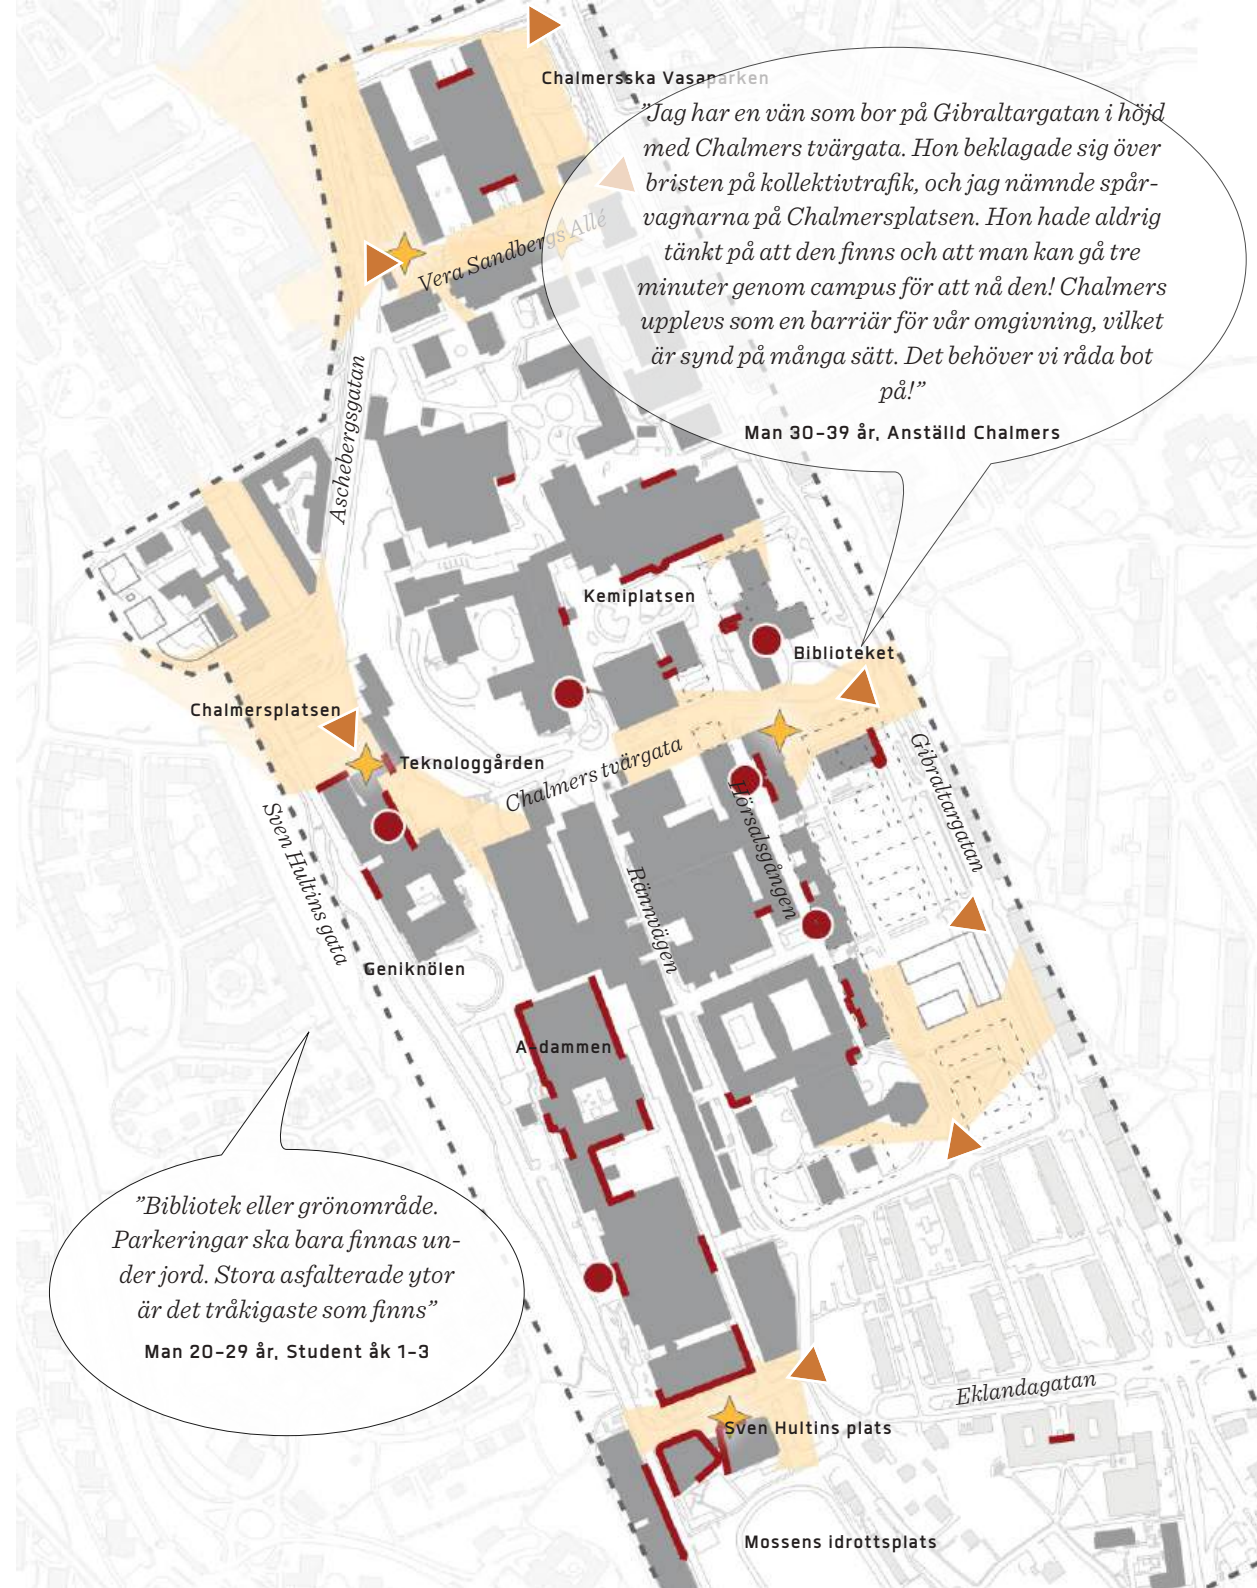 Chalmersska Vasaparken
”Jag har en vän som bor på Gibraltargatan i höjd
med Chalmers tvärgata. Hon beklagade sig över
bristen på kollektivtrafik, och jag nämnde spår-
vagnarna på Chalmersplatsen. Hon hade aldrig
tänkt på att den finns och att man kan gå tre
minuter genom campus för att nå den! Chalmers
upplevs som en barriär för vår omgivning, vilket
är synd på många sätt. Det behöver vi råda bot
på!”
Man 30-39 år, Anställd Chalmers
Vera Sandbergs Allé
Aschebergsgatan
Kemiplatsen
Biblioteket
Chalmersplatsen
Teknologgården
Chalmers tvärgata
Gibraltargatan
Hörsalsgången
Sven Hultins gata
Rännvägen
Geniknölen
A-dammen
”Bibliotek eller grönområde.
Parkeringar ska bara finnas un-
der jord. Stora asfalterade ytor
är det tråkigaste som finns”
Man 20-29 år, Student åk 1-3
Eklandagatan
Sven Hultins plats
Mossens idrottsplats